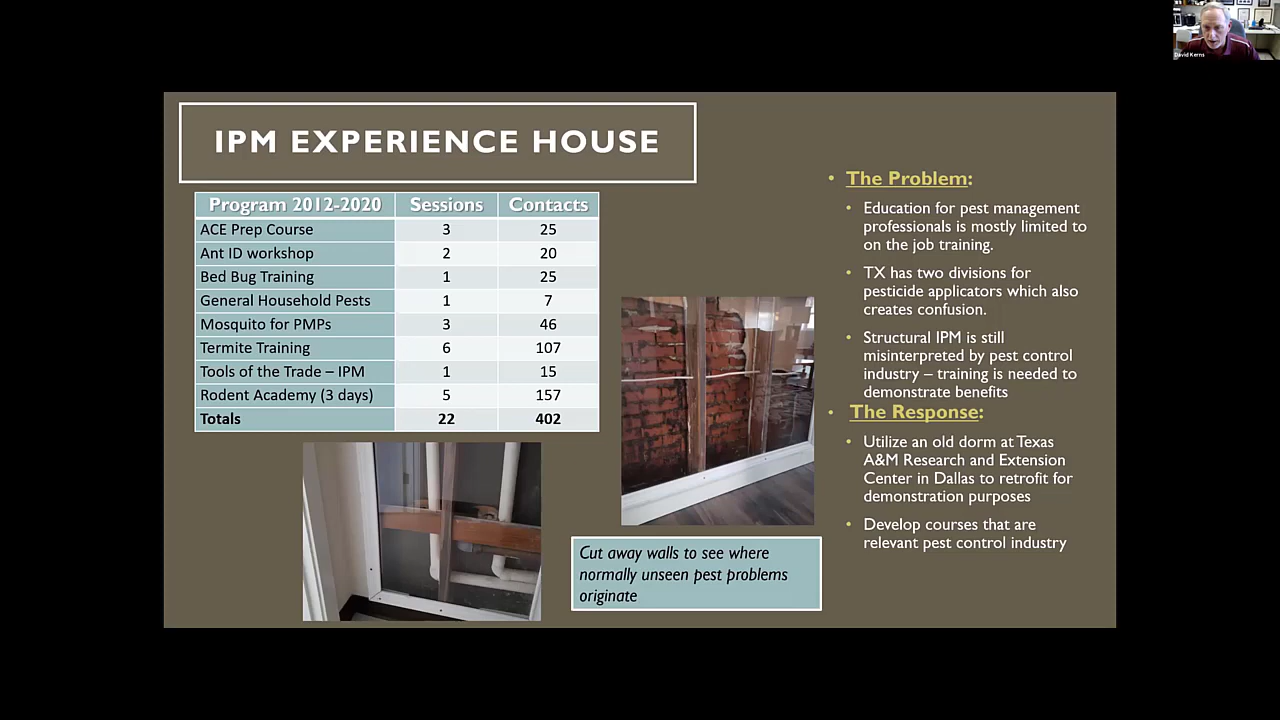 David Kerns
IPM EXPERIENCE HOUSE
Program 2012-2020 Sessions Contacts
ACE Prep Course 3 25
Ant ID workshop 2 20
Bed Bug Training 1 25
General Household Pests 1 7
Mosquito for PMPs 3 46
Termite Training 6 107
Tools of the Trade – IPM 1 15
Rodent Academy (3 days) 5 157
Totals 22 402
Cut away walls to see where
normally unseen pest problems
originate
• The Problem:
• Education for pest management
professionals is mostly limited to
on the job training.
• TX has two divisions for
pesticide applicators which also
creates confusion.
• Structural IPM is still
misinterpreted by pest control
industry – training is needed to
demonstrate benefits
• The Response:
• Utilize an old dorm at Texas
A&M Research and Extension
Center in Dallas to retrofit for
demonstration purposes
• Develop courses that are
relevant pest control industry